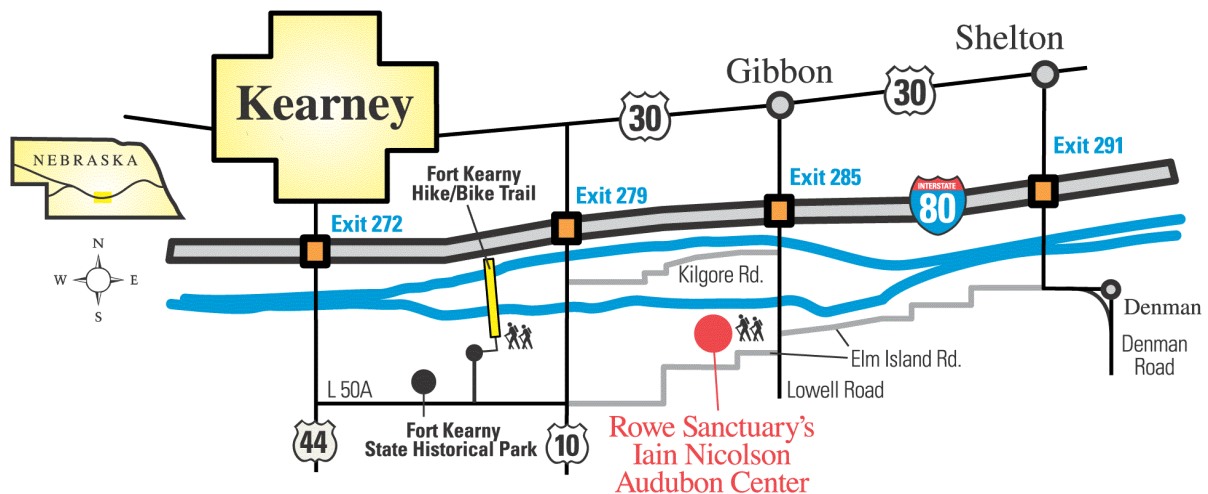 Shelton
Gibbon
30
30
Kearney
NEBRASKA
Exit 291
Fort Kearny
Hike/Bike Trail
Exit 285
Exit 279
INTERSTATE
80
Exit 272
N
W E
S
Kilgore Rd.
Denman
Elm Island Rd.
Denman
Road
L 50A
Lowell Road
Fort Kearny
State Historical Park
44
10
Rowe Sanctuary's
Iain Nicolson
Audubon Center